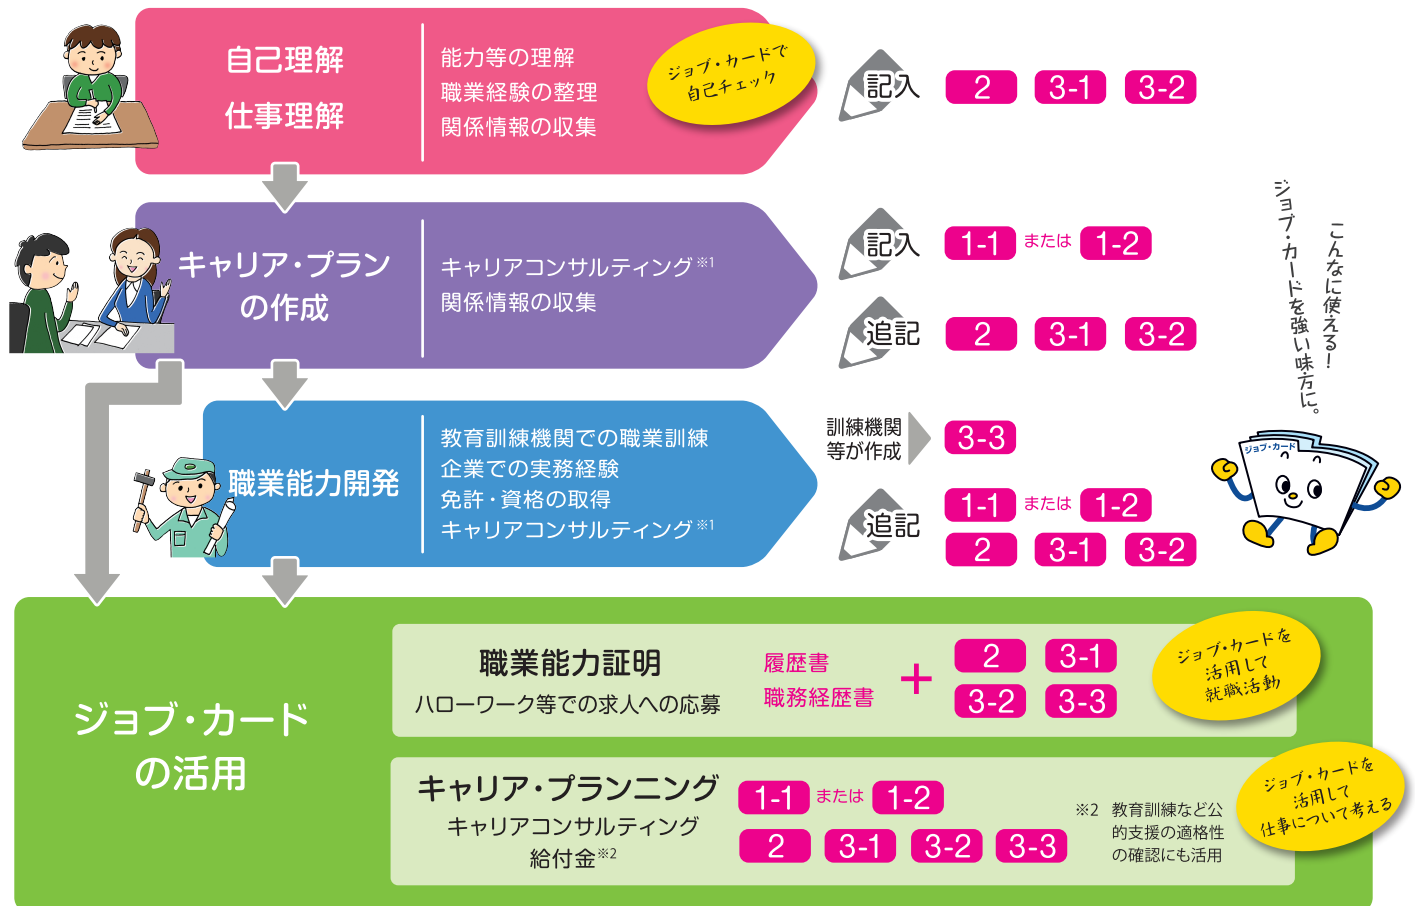 自己理解
仕事理解
能力等の理解
職業経験の整理
関係情報の収集
ジョブ・カードで
自己チェック
記入
2 3-1 3-2
キャリア・プラン
の作成
キャリアコンサルティング※1
関係情報の収集
記入
1-1 または 1-2
追記
2 3-1 3-2
こんなに使える!
ジョブ・カードを強い味方に。
ジョブ・カード
職業能力開発
教育訓練機関での職業訓練
企業での実務経験
免許・資格の取得
キャリアコンサルティング※1
訓練機関
等が作成
3-3
追記
1-1 または 1-2
2 3-1 3-2
ジョブ・カード
の活用
職業能力証明
ハローワーク等での求人への応募
履歴書
職務経歴書
+
2 3-1
3-2 3-3
ジョブ・カードを
活用して
就職活動
キャリア・プランニング
キャリアコンサルティング
給付金※2
1-1 または 1-2
2 3-1 3-2 3-3
※2 教育訓練など公
的支援の適格性
の確認にも活用
ジョブ・カードを
活用して
仕事について考える